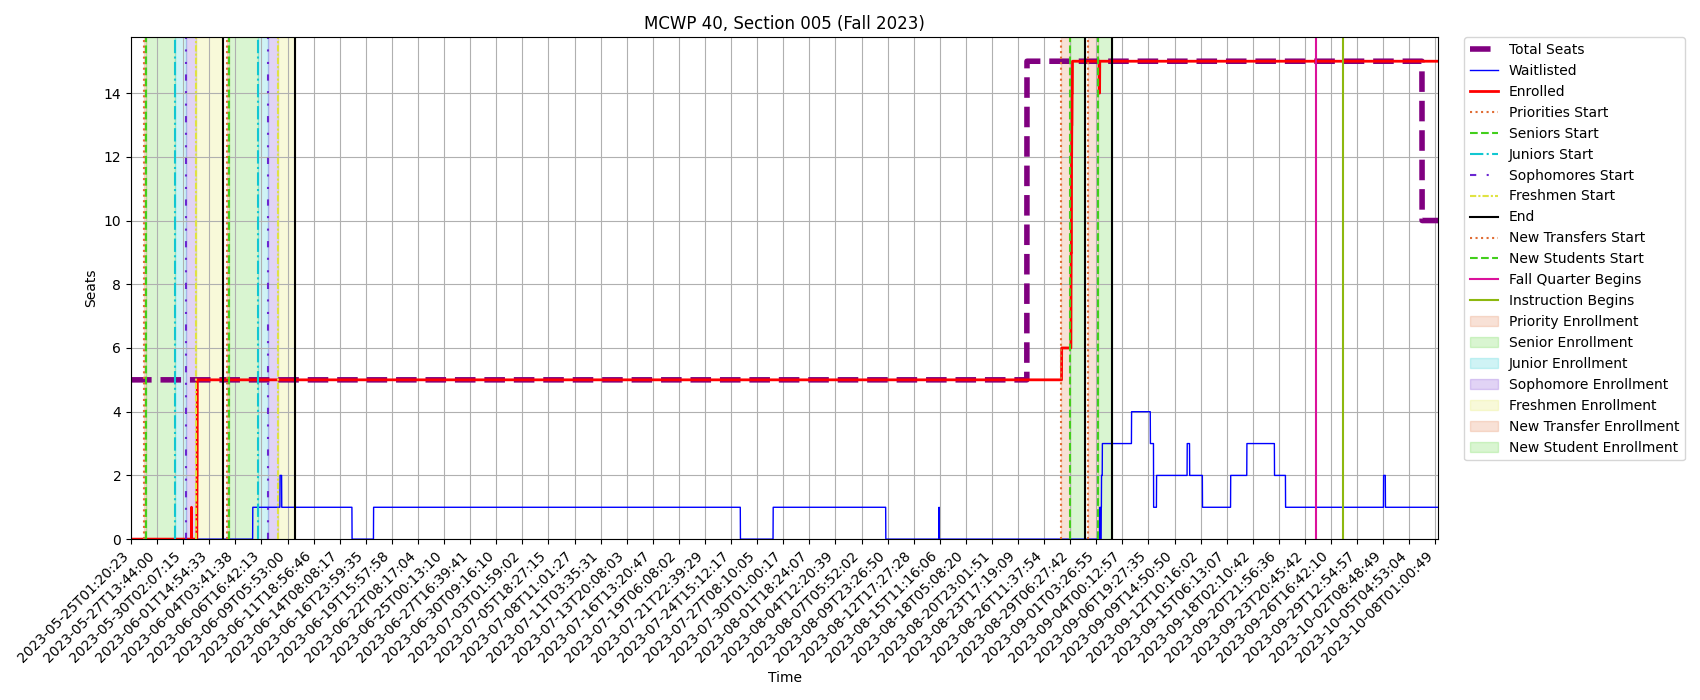 MCWP 40, Section 005 (Fall 2023)
Seats
14
12
10
8
6
4
2
0
2023-05-25T01:20:23
2023-05-27T13:44:00
2023-05-30T02:07:15
2023-06-01T14:54:33
2023-06-04T03:41:38
2023-06-06T16:42:13
2023-06-09T05:53:00
2023-06-11T18:56:46
2023-06-14T08:08:17
2023-06-16T23:59:35
2023-06-19T15:57:58
2023-06-22T08:17:04
2023-06-25T00:13:10
2023-06-27T16:39:41
2023-06-30T09:16:10
2023-07-03T01:59:02
2023-07-05T18:27:15
2023-07-08T11:01:27
2023-07-11T03:35:31
2023-07-13T20:08:03
2023-07-16T13:20:47
2023-07-19T06:08:02
2023-07-21T22:39:29
2023-07-24T15:12:17
2023-07-27T08:10:05
2023-07-30T01:00:17
2023-08-01T18:24:07
2023-08-04T12:20:39
2023-08-07T05:52:02
2023-08-09T23:26:50
2023-08-12T17:27:28
2023-08-15T11:16:06
2023-08-18T05:08:20
2023-08-20T23:01:51
2023-08-23T17:19:05
2023-08-26T11:37:54
2023-08-29T06:27:42
2023-09-01T03:26:55
2023-09-04T00:12:57
2023-09-06T19:27:35
2023-09-09T14:50:50
2023-09-12T10:16:02
2023-09-15T06:13:07
2023-09-18T02:10:42
2023-09-20T21:56:36
2023-09-23T20:45:42
2023-09-26T16:42:10
2023-09-29T12:54:57
2023-10-02T08:48:49
2023-10-05T04:53:04
2023-10-08T01:00:49
Time
Total Seats
Waitlisted
Enrolled
Priorities Start
Seniors Start
Juniors Start
Sophomores Start
Freshmen Start
End
New Transfers Start
New Students Start
Fall Quarter Begins
Instruction Begins
Priority Enrollment
Senior Enrollment
Junior Enrollment
Sophomore Enrollment
Freshmen Enrollment
New Transfer Enrollment
New Student Enrollment